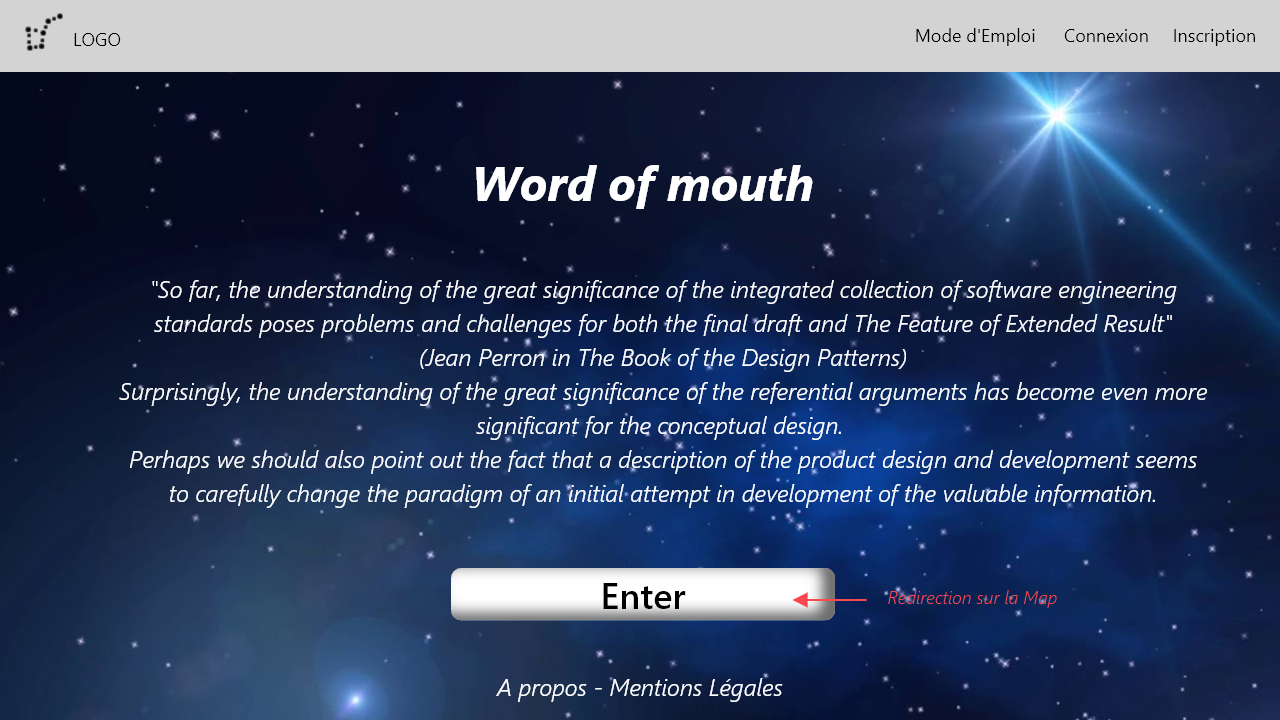 LOGO
Mode d'Emploi Connexion Inscription
Word of mouth
"So far, the understanding of the great significance of the integrated collection of software engineering
standards poses problems and challenges for both the final draft and The Feature of Extended Result"
(Jean Perron in The Book of the Design Patterns)
Surprisingly, the understanding of the great significance of the referential arguments has become even more
significant for the conceptual design.
Perhaps we should also point out the fact that a description of the product design and development seems
to carefully change the paradigm of an initial attempt in development of the valuable information.
Enter
Redirection sur la Map
A propos - Mentions Légales